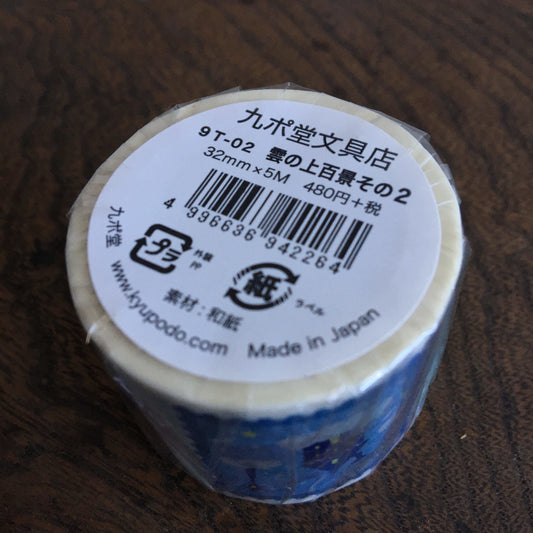 九ポ堂文具店
9T-02 雲の上百景その2
32mm×5M 480円+税
4 996636 942264
プラ
外装
PP
紙
ラベル
素材:和紙
九ポ堂 www.kyupodo.com Made in Japan